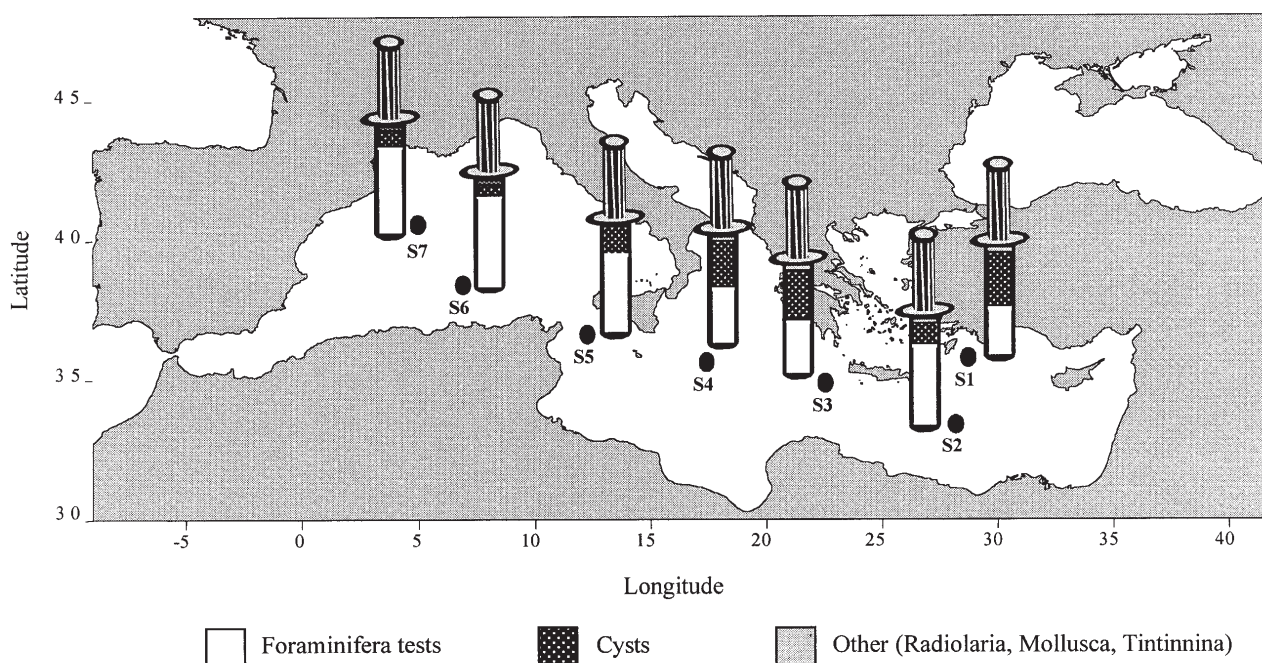 45
40
35
30
Latitude
S7
S6
S5
S4
S3
S1
S2
-5 0 5 10 15 20 25 30 35 40
Longitude
Foraminifera tests Cysts Other (Radiolaria, Mollusca, Tintinnina)